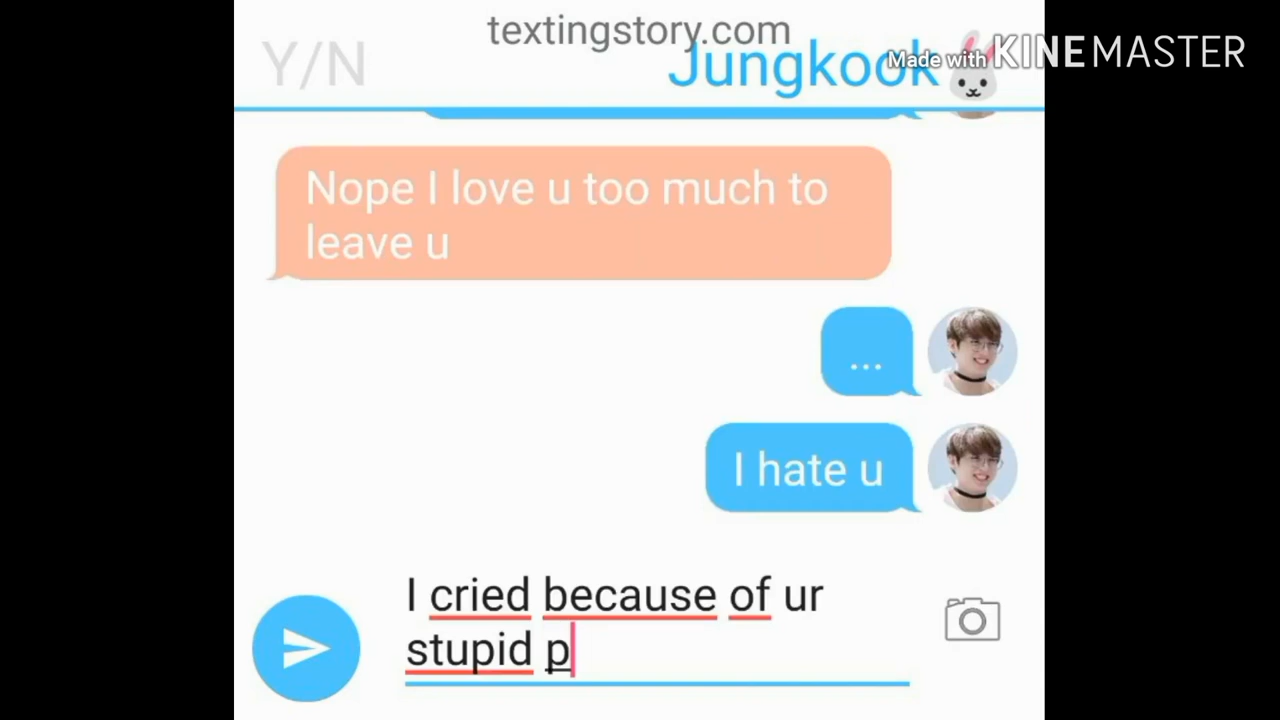 textingstory.com
Y/N
Jungkook
Made with KINEMASTER
Nope I love u too much to
leave u
...
I hate u
I cried because of ur
stupid p